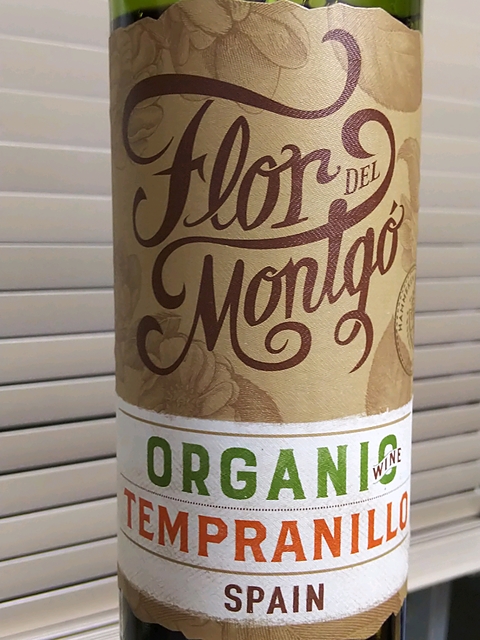 Flor DEL
Montgó
ORGANIC
WINE
TEMPRANILLO
SPAIN